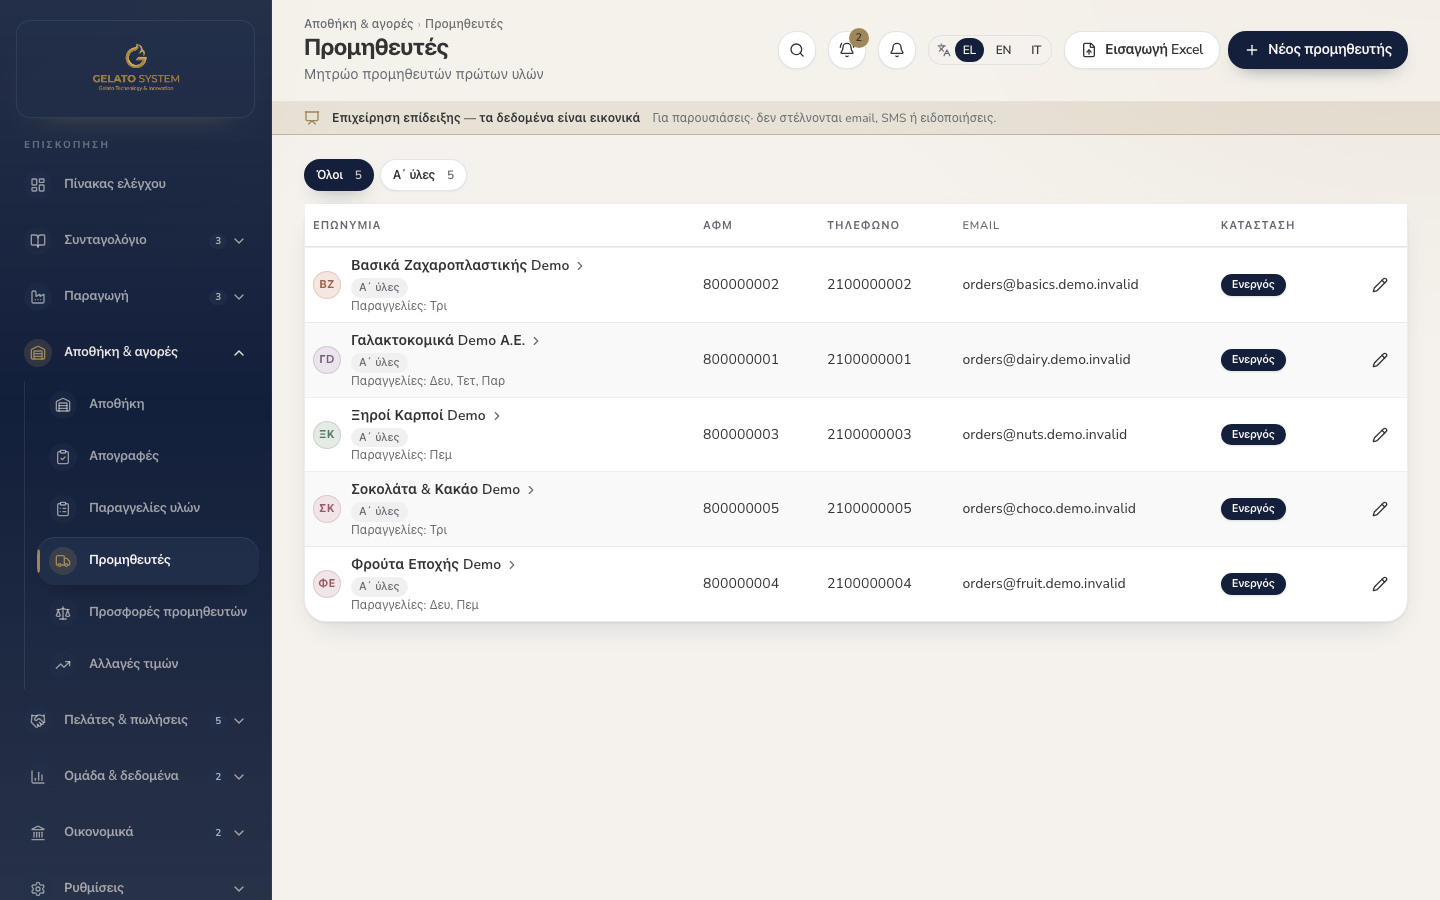 GELATO SYSTEM
Gelato Technology & Innovation
ΕΠΙΣΚΟΠΗΣΗ
Πίνακας ελέγχου
Συνταγολόγιο 3
Παραγωγή 3
Αποθήκη & αγορές
Αποθήκη
Απογραφές
Παραγγελίες υλών
Προμηθευτές
Προσφορές προμηθευτών
Αλλαγές τιμών
Πελάτες & πωλήσεις 5
Ομάδα & δεδομένα 2
Οικονομικά 2
Ρυθμίσεις
Αποθήκη & αγορές › Προμηθευτές
Προμηθευτές
Μητρώο προμηθευτών πρώτων υλών
2
EL EN IT
Εισαγωγή Excel
Νέος προμηθευτής
Επιχείρηση επίδειξης — τα δεδομένα είναι εικονικά Για παρουσιάσεις· δεν στέλνονται email, SMS ή ειδοποιήσεις.
Όλοι 5 Α΄ ύλες 5
ΕΠΩΝΥΜΙΑ ΑΦΜ ΤΗΛΕΦΩΝΟ EMAIL ΚΑΤΑΣΤΑΣΗ
ΒΖ Βασικά Ζαχαροπλαστικής Demo
Α΄ ύλες
Παραγγελίες: Τρι
800000002 2100000002 orders@basics.demo.invalid Ενεργός
ΓD Γαλακτοκομικά Demo Α.Ε.
Α΄ ύλες
Παραγγελίες: Δευ, Τετ, Παρ
800000001 2100000001 orders@dairy.demo.invalid Ενεργός
ΞΚ Ξηροί Καρποί Demo
Α΄ ύλες
Παραγγελίες: Πεμ
800000003 2100000003 orders@nuts.demo.invalid Ενεργός
ΣΚ Σοκολάτα & Κακάο Demo
Α΄ ύλες
Παραγγελίες: Τρι
800000005 2100000005 orders@choco.demo.invalid Ενεργός
ΦΕ Φρούτα Εποχής Demo
Α΄ ύλες
Παραγγελίες: Δευ, Πεμ
800000004 2100000004 orders@fruit.demo.invalid Ενεργός